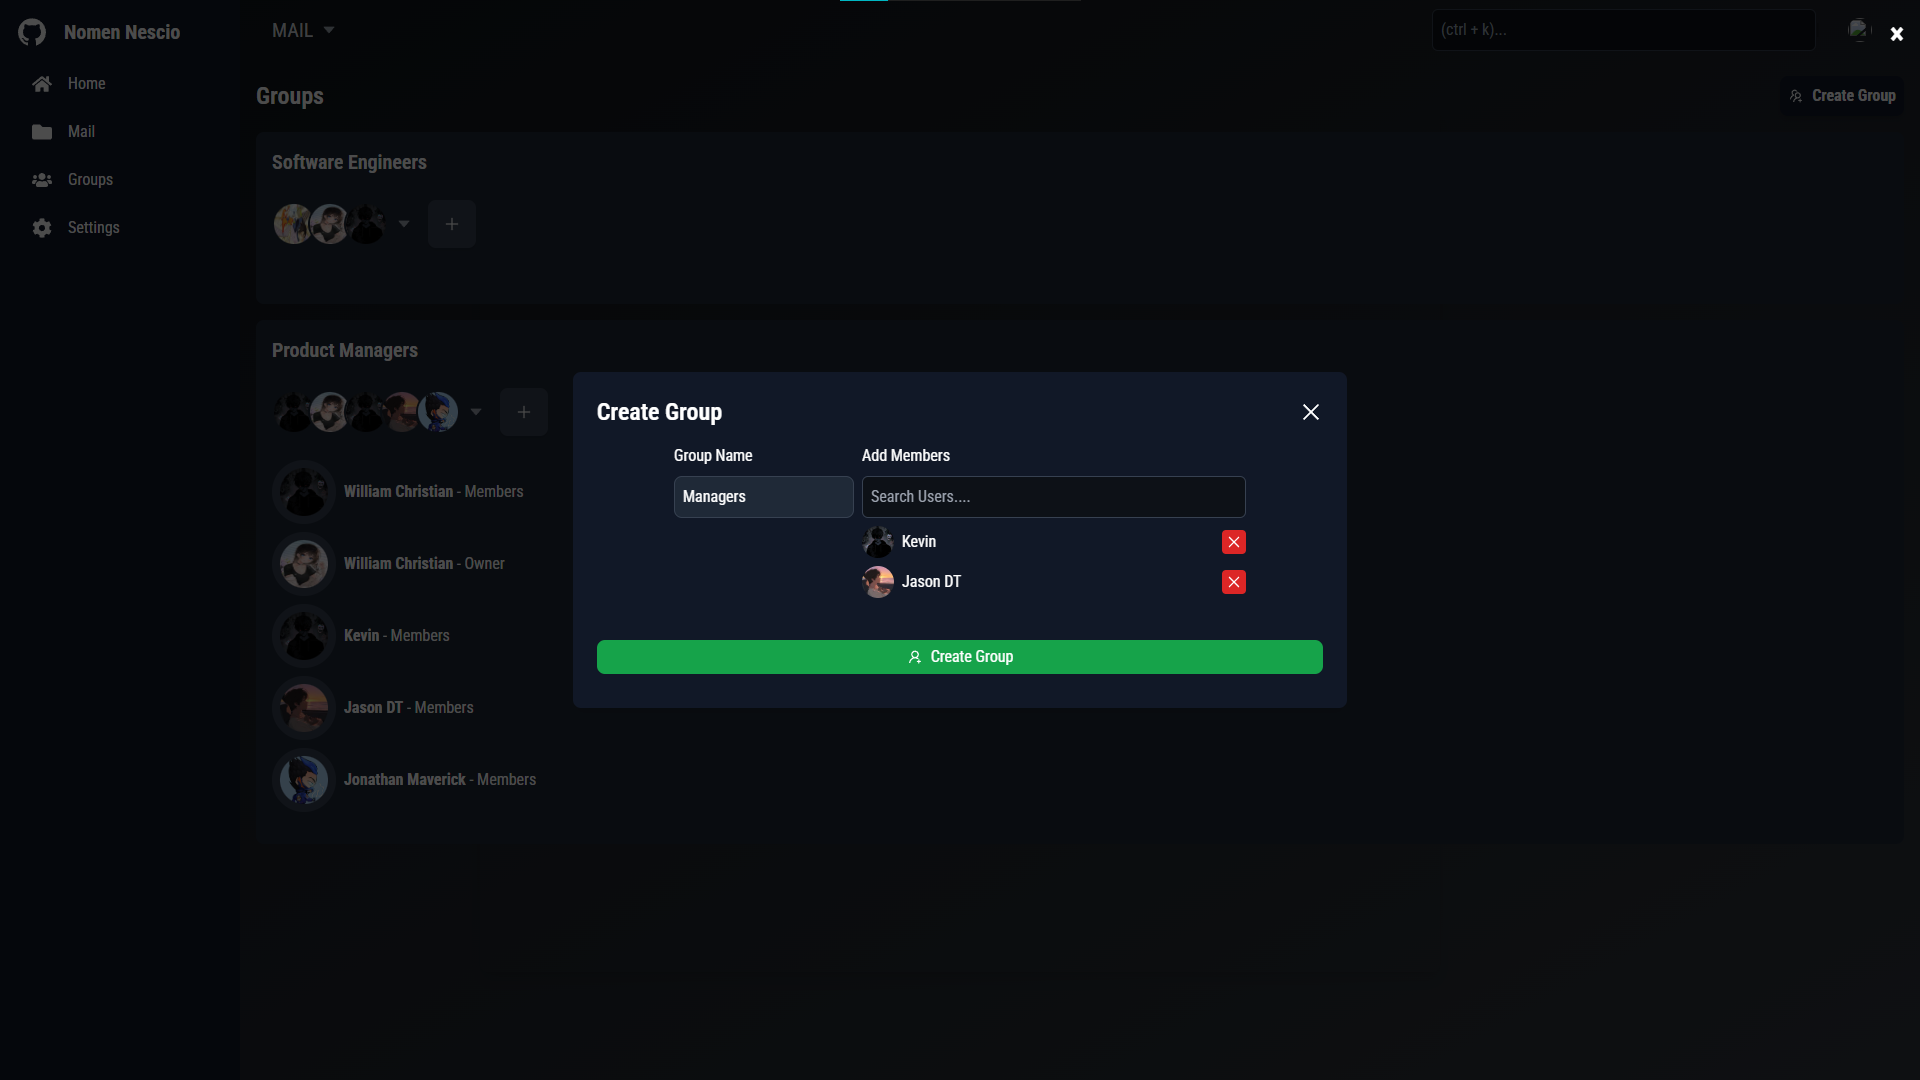 Nomen Nescio
Home
Mail
Groups
Settings
MAIL
(ctrl + k)...
Groups
Create Group
Software Engineers
Product Managers
William Christian - Members
William Christian - Owner
Kevin - Members
Jason DT - Members
Jonathan Maverick - Members
Create Group
Group Name
Add Members
Managers
Search Users....
Kevin
Jason DT
Create Group